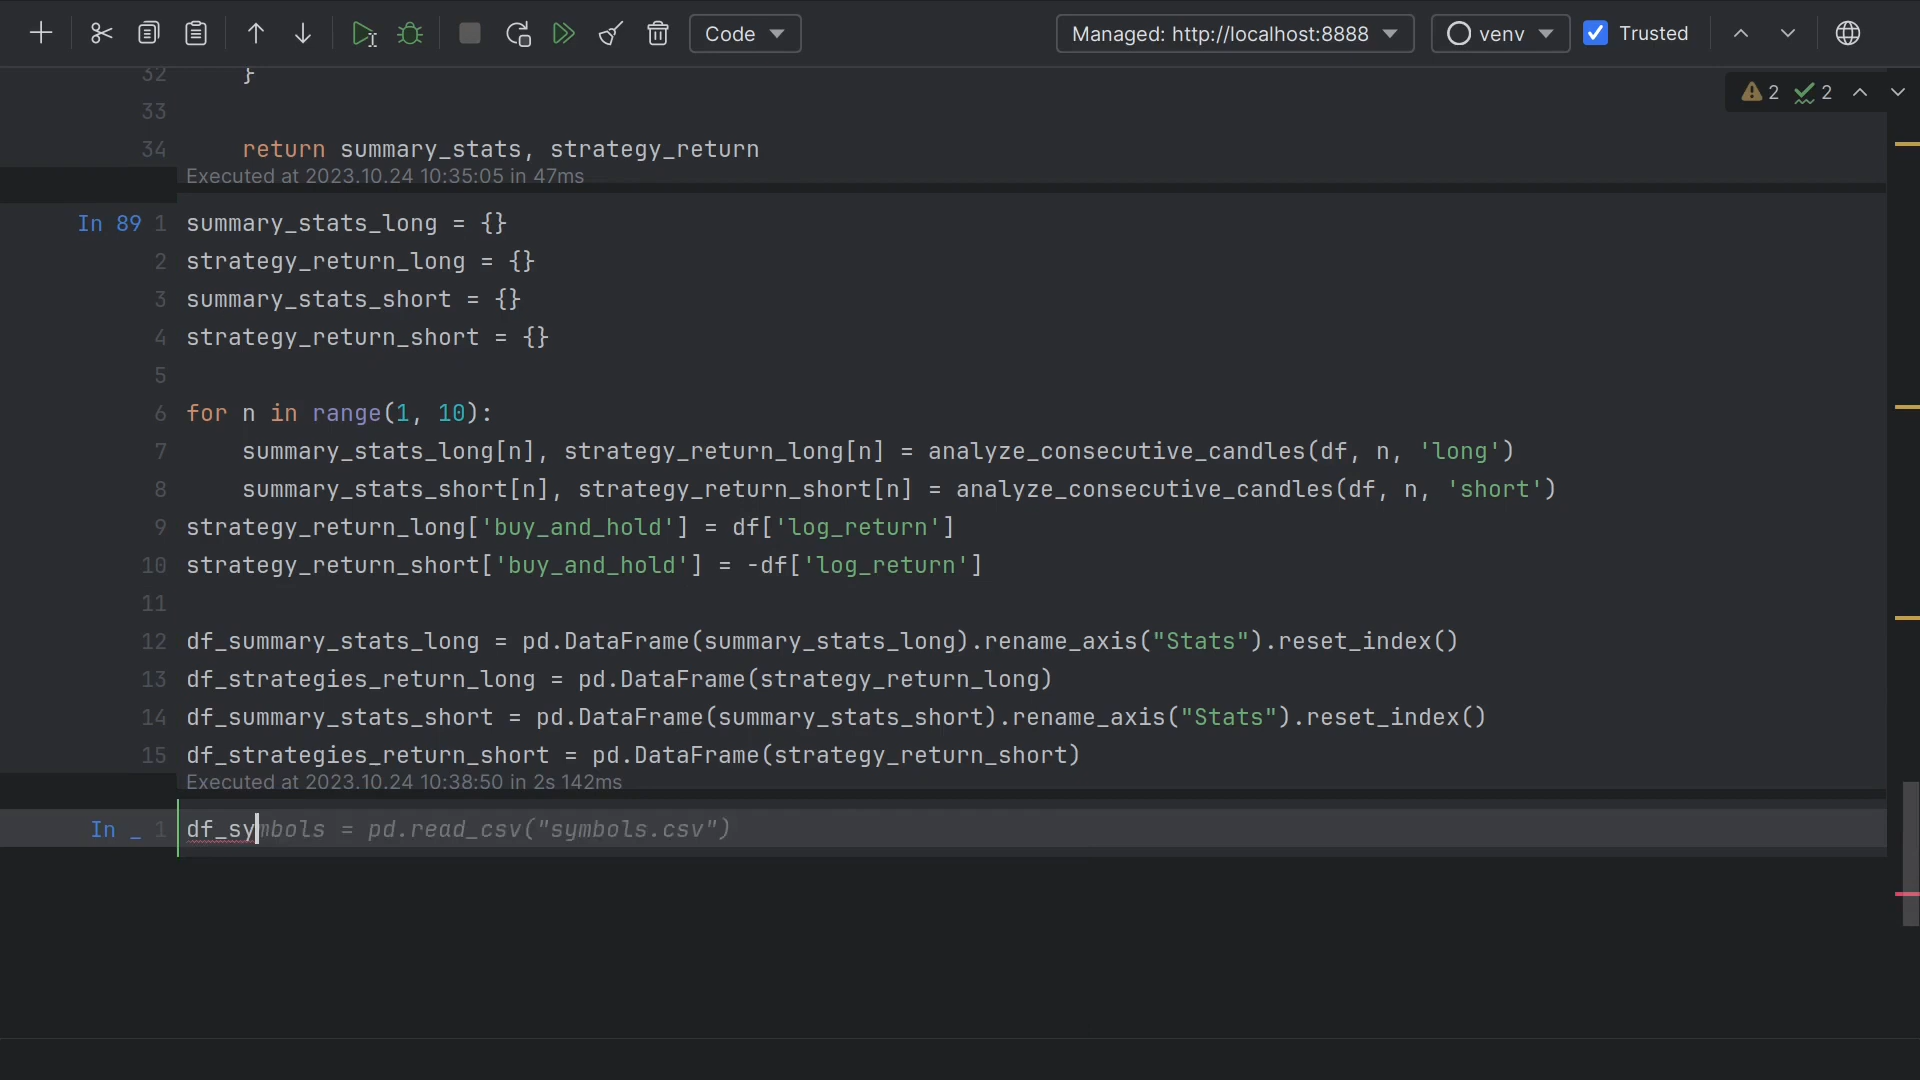 Code
Managed: http://localhost:8888
venv
Trusted
32 }
2 2
33
34 return summary_stats, strategy_return
Executed at 2023.10.24 10:35:05 in 47ms
In 89 1 summary_stats_long = {}
2 strategy_return_long = {}
3 summary_stats_short = {}
4 strategy_return_short = {}
5
6 for n in range(1, 10):
7 summary_stats_long[n], strategy_return_long[n] = analyze_consecutive_candles(df, n, 'long')
8 summary_stats_short[n], strategy_return_short[n] = analyze_consecutive_candles(df, n, 'short')
9 strategy_return_long['buy_and_hold'] = df['log_return']
10 strategy_return_short['buy_and_hold'] = -df['log_return']
11
12 df_summary_stats_long = pd.DataFrame(summary_stats_long).rename_axis("Stats").reset_index()
13 df_strategies_return_long = pd.DataFrame(strategy_return_long)
14 df_summary_stats_short = pd.DataFrame(summary_stats_short).rename_axis("Stats").reset_index()
15 df_strategies_return_short = pd.DataFrame(strategy_return_short)
Executed at 2023.10.24 10:38:50 in 2s 142ms
In _ 1 df_symbols = pd.read_csv("symbols.csv")